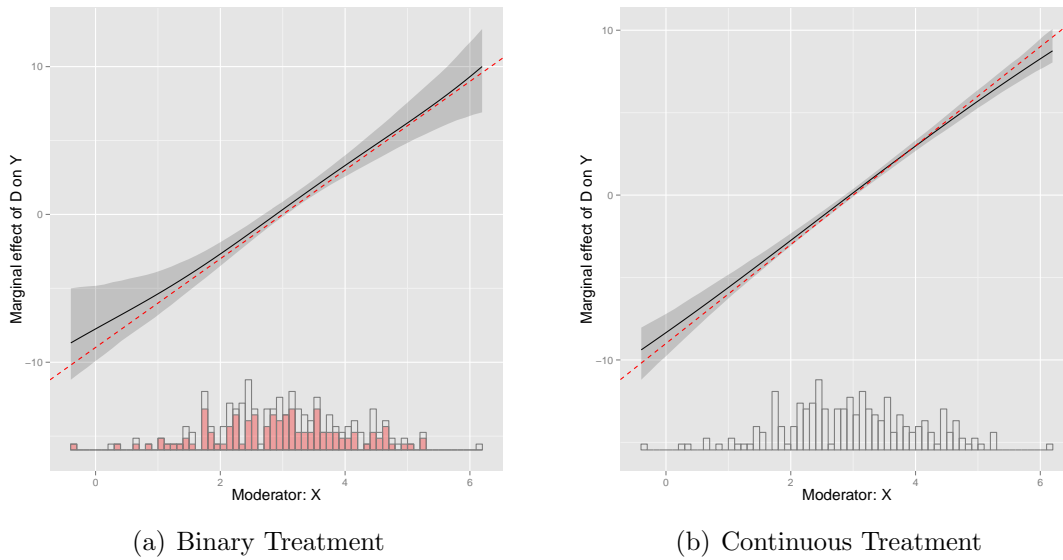 10
0
−10
Marginal effect of D on Y
0 2 4 6
Moderator: X
(a) Binary Treatment
10
0
−10
Marginal effect of D on Y
0 2 4 6
Moderator: X
(b) Continuous Treatment